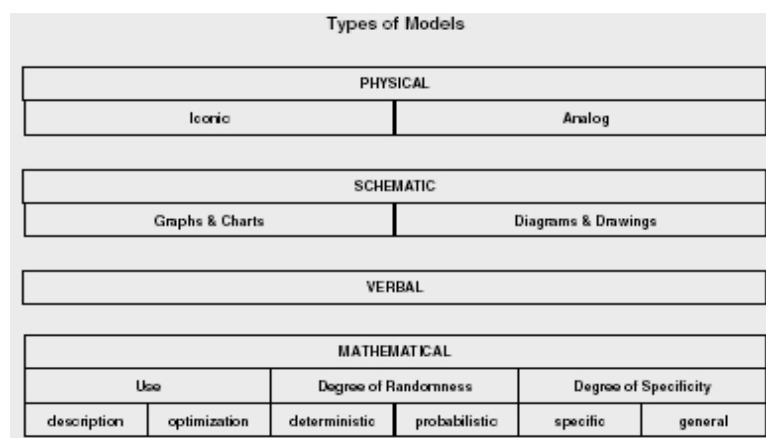 Types of Models
PHYSICAL
Iconic Analog
SCHEMATIC
Graphs & Charts Diagrams & Drawings
VERBAL
MATHEMATICAL
Use Degree of Randomness Degree of Specificity
description optimization deterministic probabilistic specific general